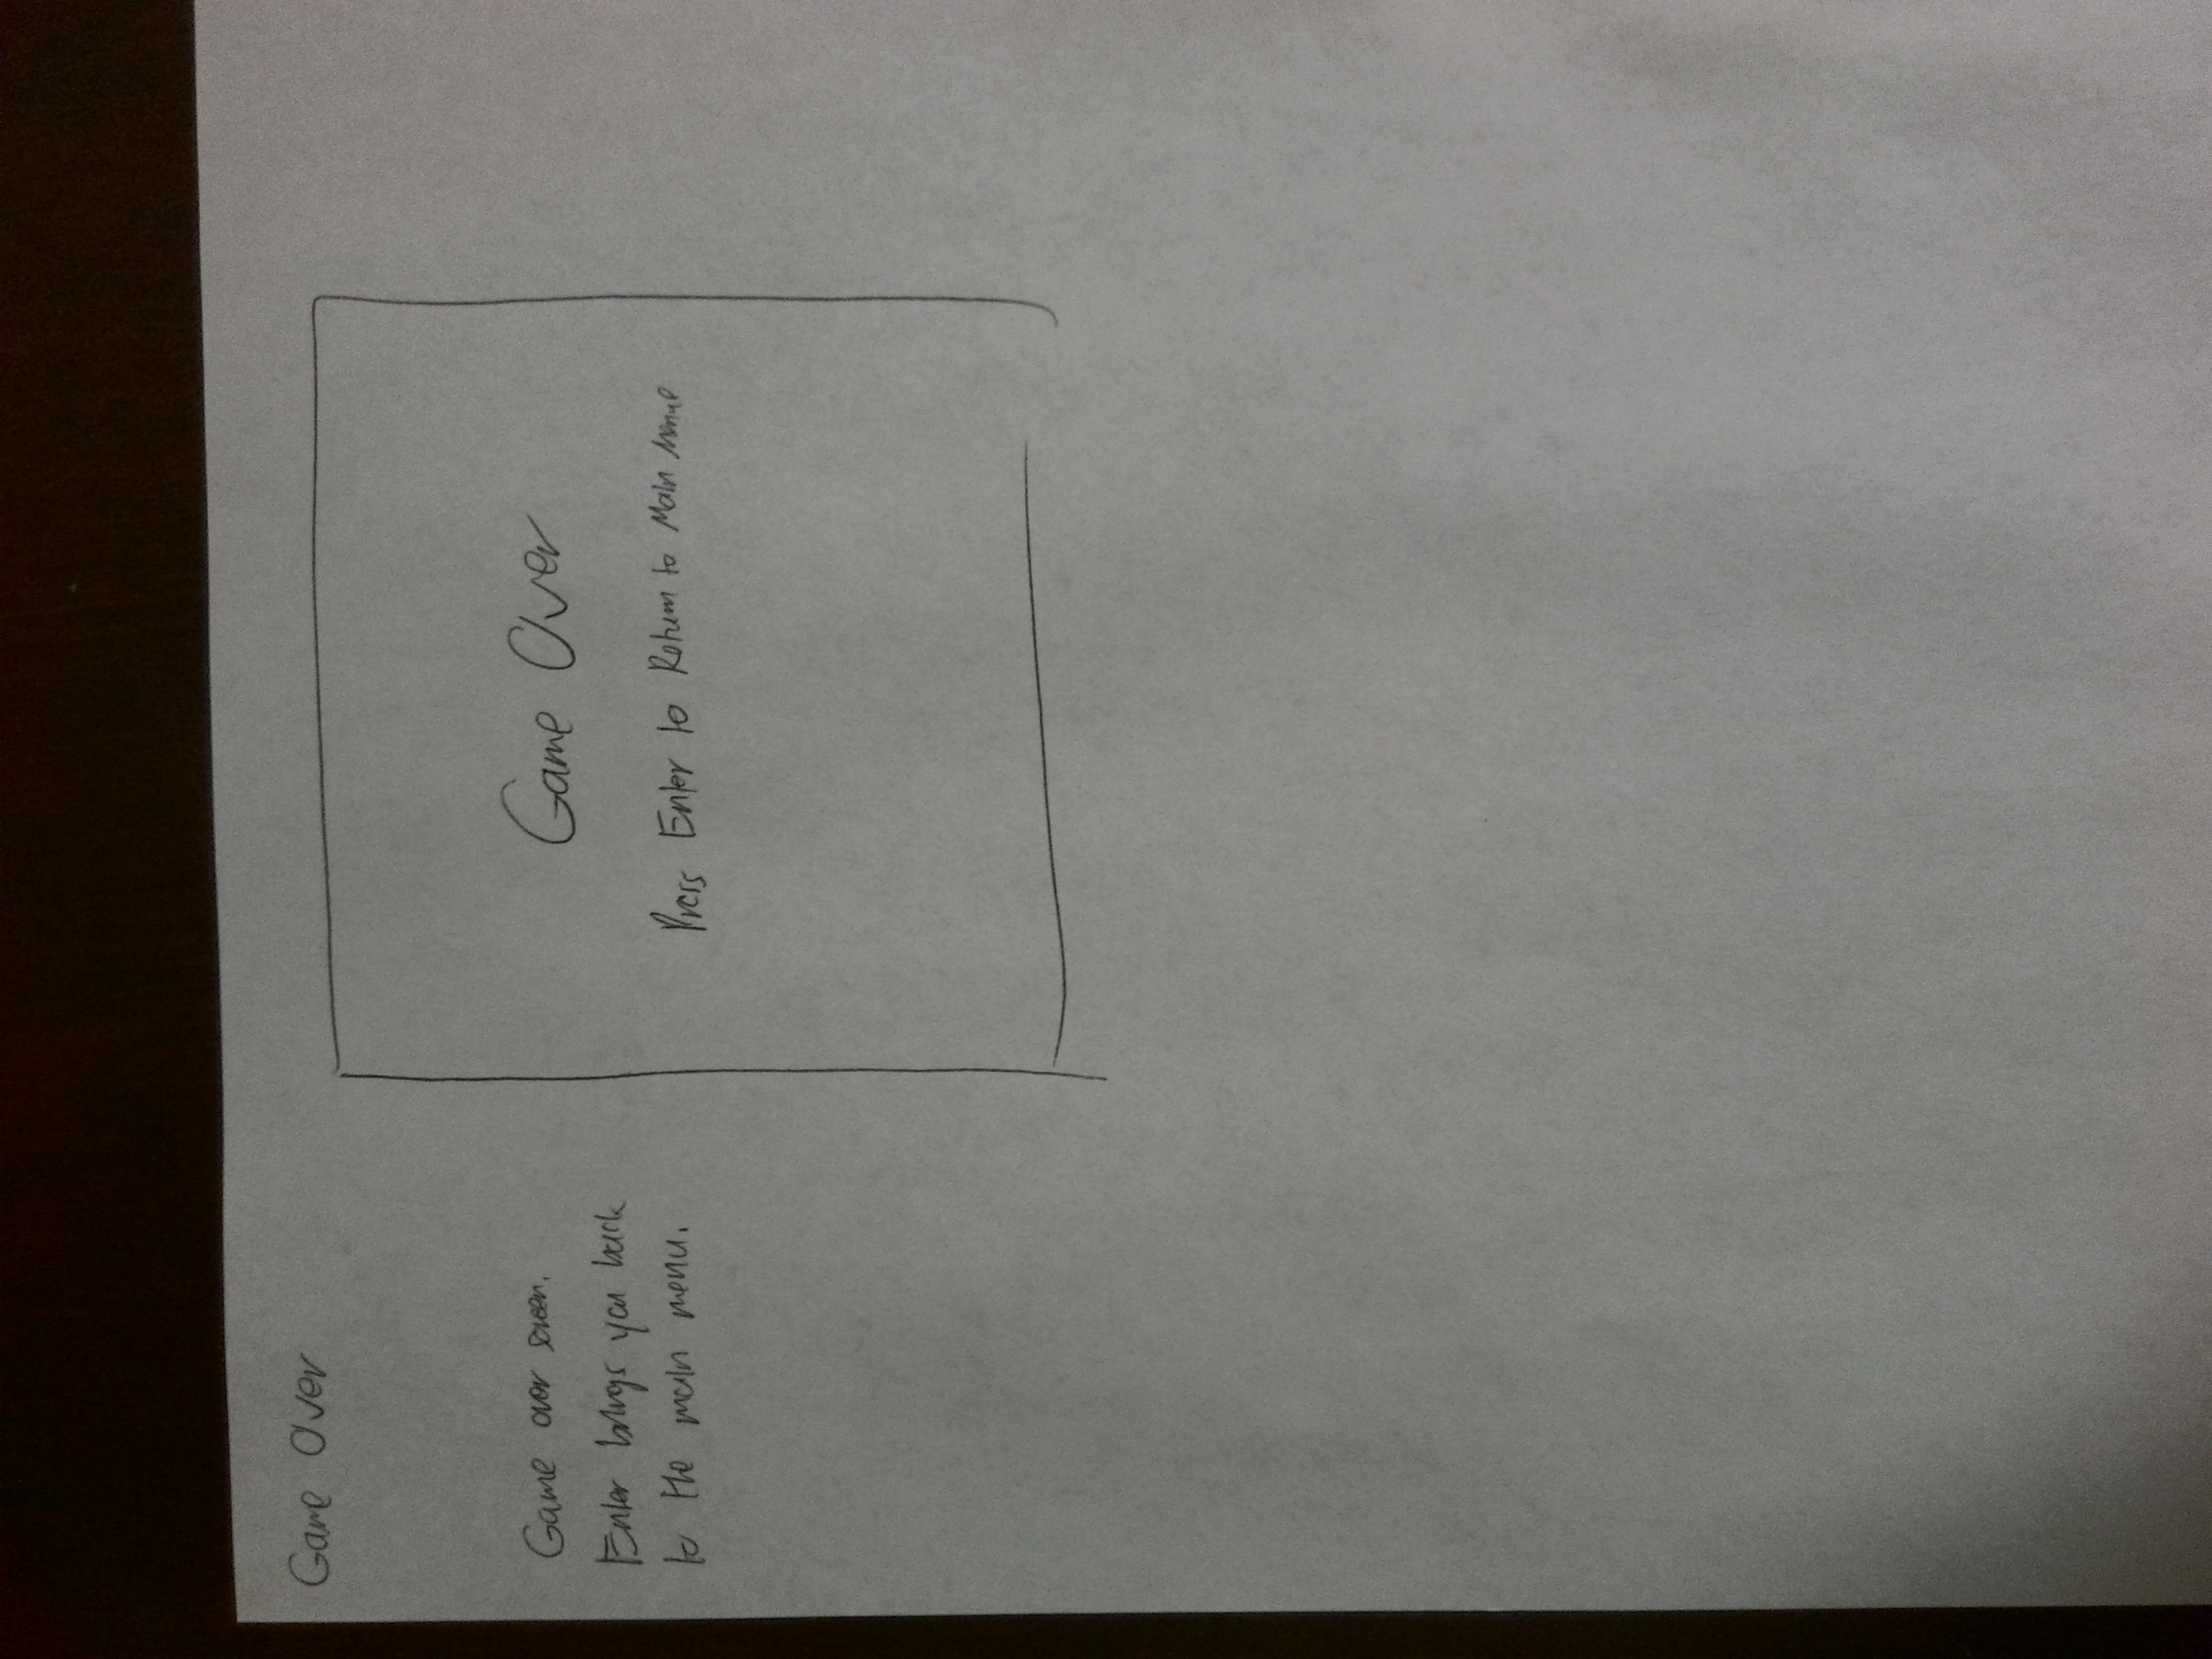 Game Over
Game over screen.
Enter brings you back
to the main menu.
Game Over
Press Enter to Return to Main Menue